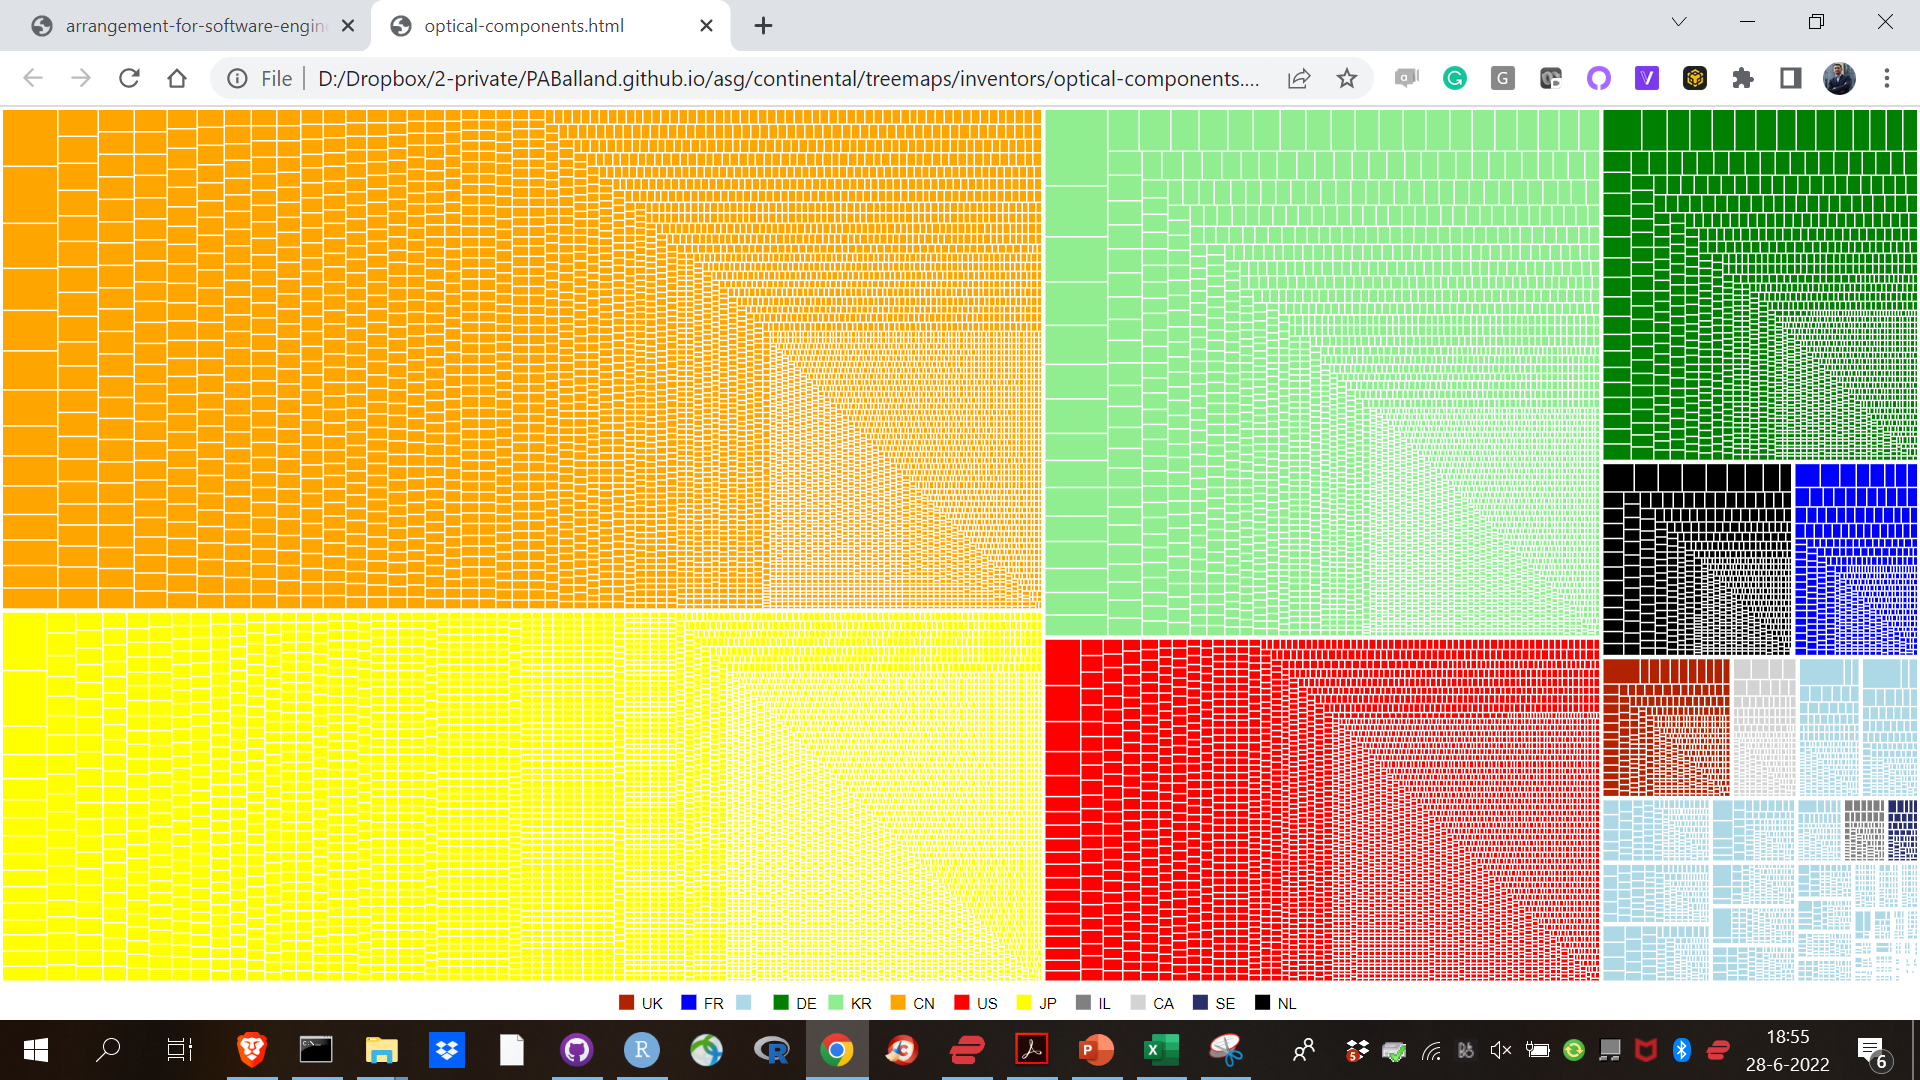 arrangement-for-software-engin
optical-components.html
File
D:/Dropbox/2-private/PABalland.github.io/asg/continental/treemaps/inventors/optical-components....
UK FR DE KR CN US JP IL CA SE NL
18:55
28-6-2022
6